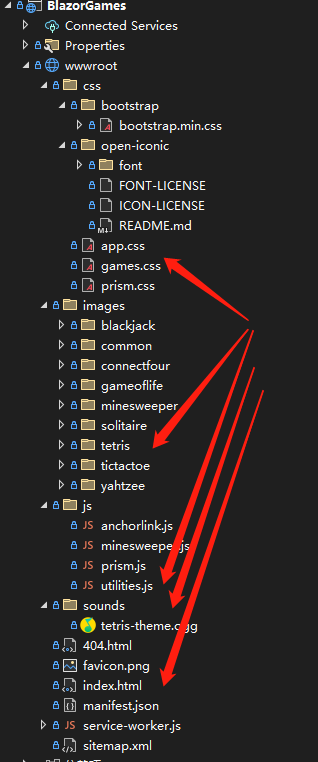 BlazorGames
Connected Services
Properties
wwwroot
css
bootstrap
bootstrap.min.css
open-iconic
font
FONT-LICENSE
ICON-LICENSE
README.md
app.css
games.css
prism.css
images
blackjack
common
connectfour
gameoflife
minesweeper
solitaire
tetris
tictactoe
yahtzee
js
anchorlink.js
minesweeper.js
prism.js
utilities.js
sounds
tetris-theme.ogg
404.html
favicon.png
index.html
manifest.json
service-worker.js
sitemap.xml